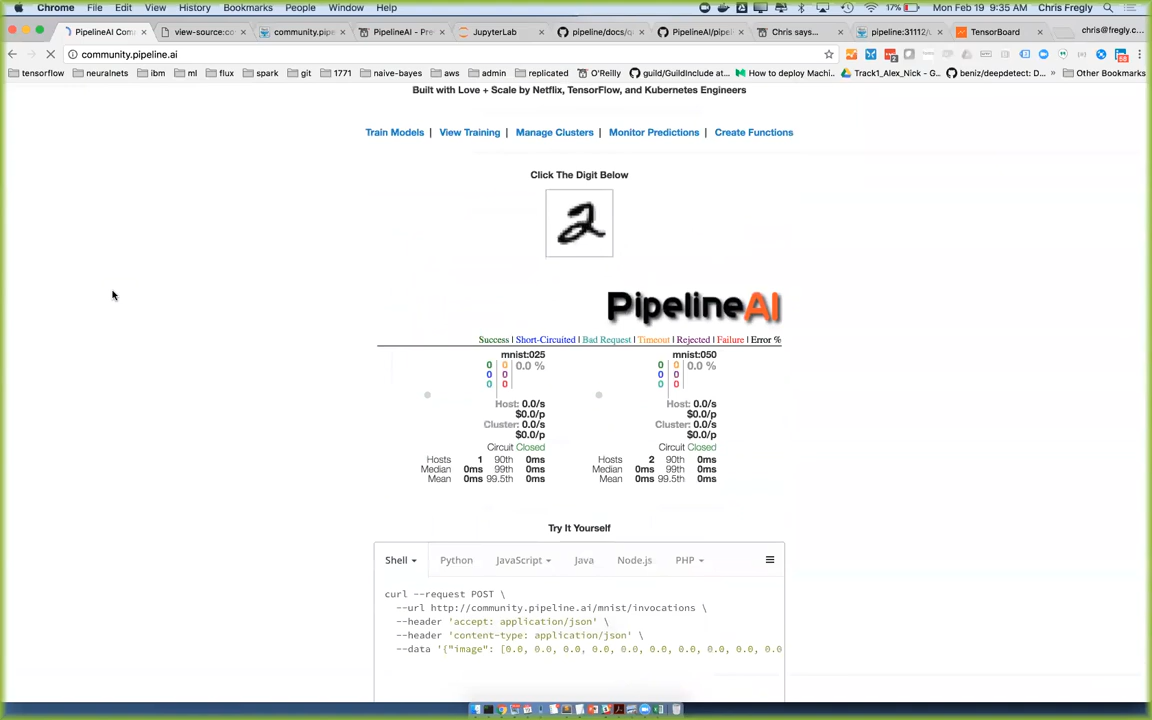 Chrome File Edit View History Bookmarks People Window Help 17% Mon Feb 19 9:35 AM Chris Fregly
PipelineAI Com view-source:co community.pipe PipelineAI - Pre JupyterLab pipeline/docs/q PipelineAI/pipel Chris says... pipeline:31112/ TensorBoard chris@fregly.c...
community.pipeline.ai
tensorflow neuralnets ibm ml flux spark git 1771 naive-bayes aws admin replicated O'Reilly guild/GuildInclude at... How to deploy Machi... Track1_Alex_Nick - G... beniz/deepdetect: D... » Other Bookmarks
Built with Love + Scale by Netflix, TensorFlow, and Kubernetes Engineers
Train Models | View Training | Manage Clusters | Monitor Predictions | Create Functions
Click The Digit Below
2
PipelineAI
Success | Short-Circuited | Bad Request | Timeout | Rejected | Failure | Error %
mnist:025 mnist:050
0 0 0.0 % 0 0 0.0 %
0 0 0 0
0 0 0 0
Host: 0.0/s Host: 0.0/s
$0.0/p $0.0/p
Cluster: 0.0/s Cluster: 0.0/s
$0.0/p $0.0/p
Circuit Closed Circuit Closed
Hosts 1 90th 0ms Hosts 2 90th 0ms
Median 0ms 99th 0ms Median 0ms 99th 0ms
Mean 0ms 99.5th 0ms Mean 0ms 99.5th 0ms
Try It Yourself
Shell Python JavaScript Java Node.js PHP
curl --request POST \
--url http://community.pipeline.ai/mnist/invocations \
--header 'accept: application/json' \
--header 'content-type: application/json' \
--data '{"image": [0.0, 0.0, 0.0, 0.0, 0.0, 0.0, 0.0, 0.0, 0.0, 0.0